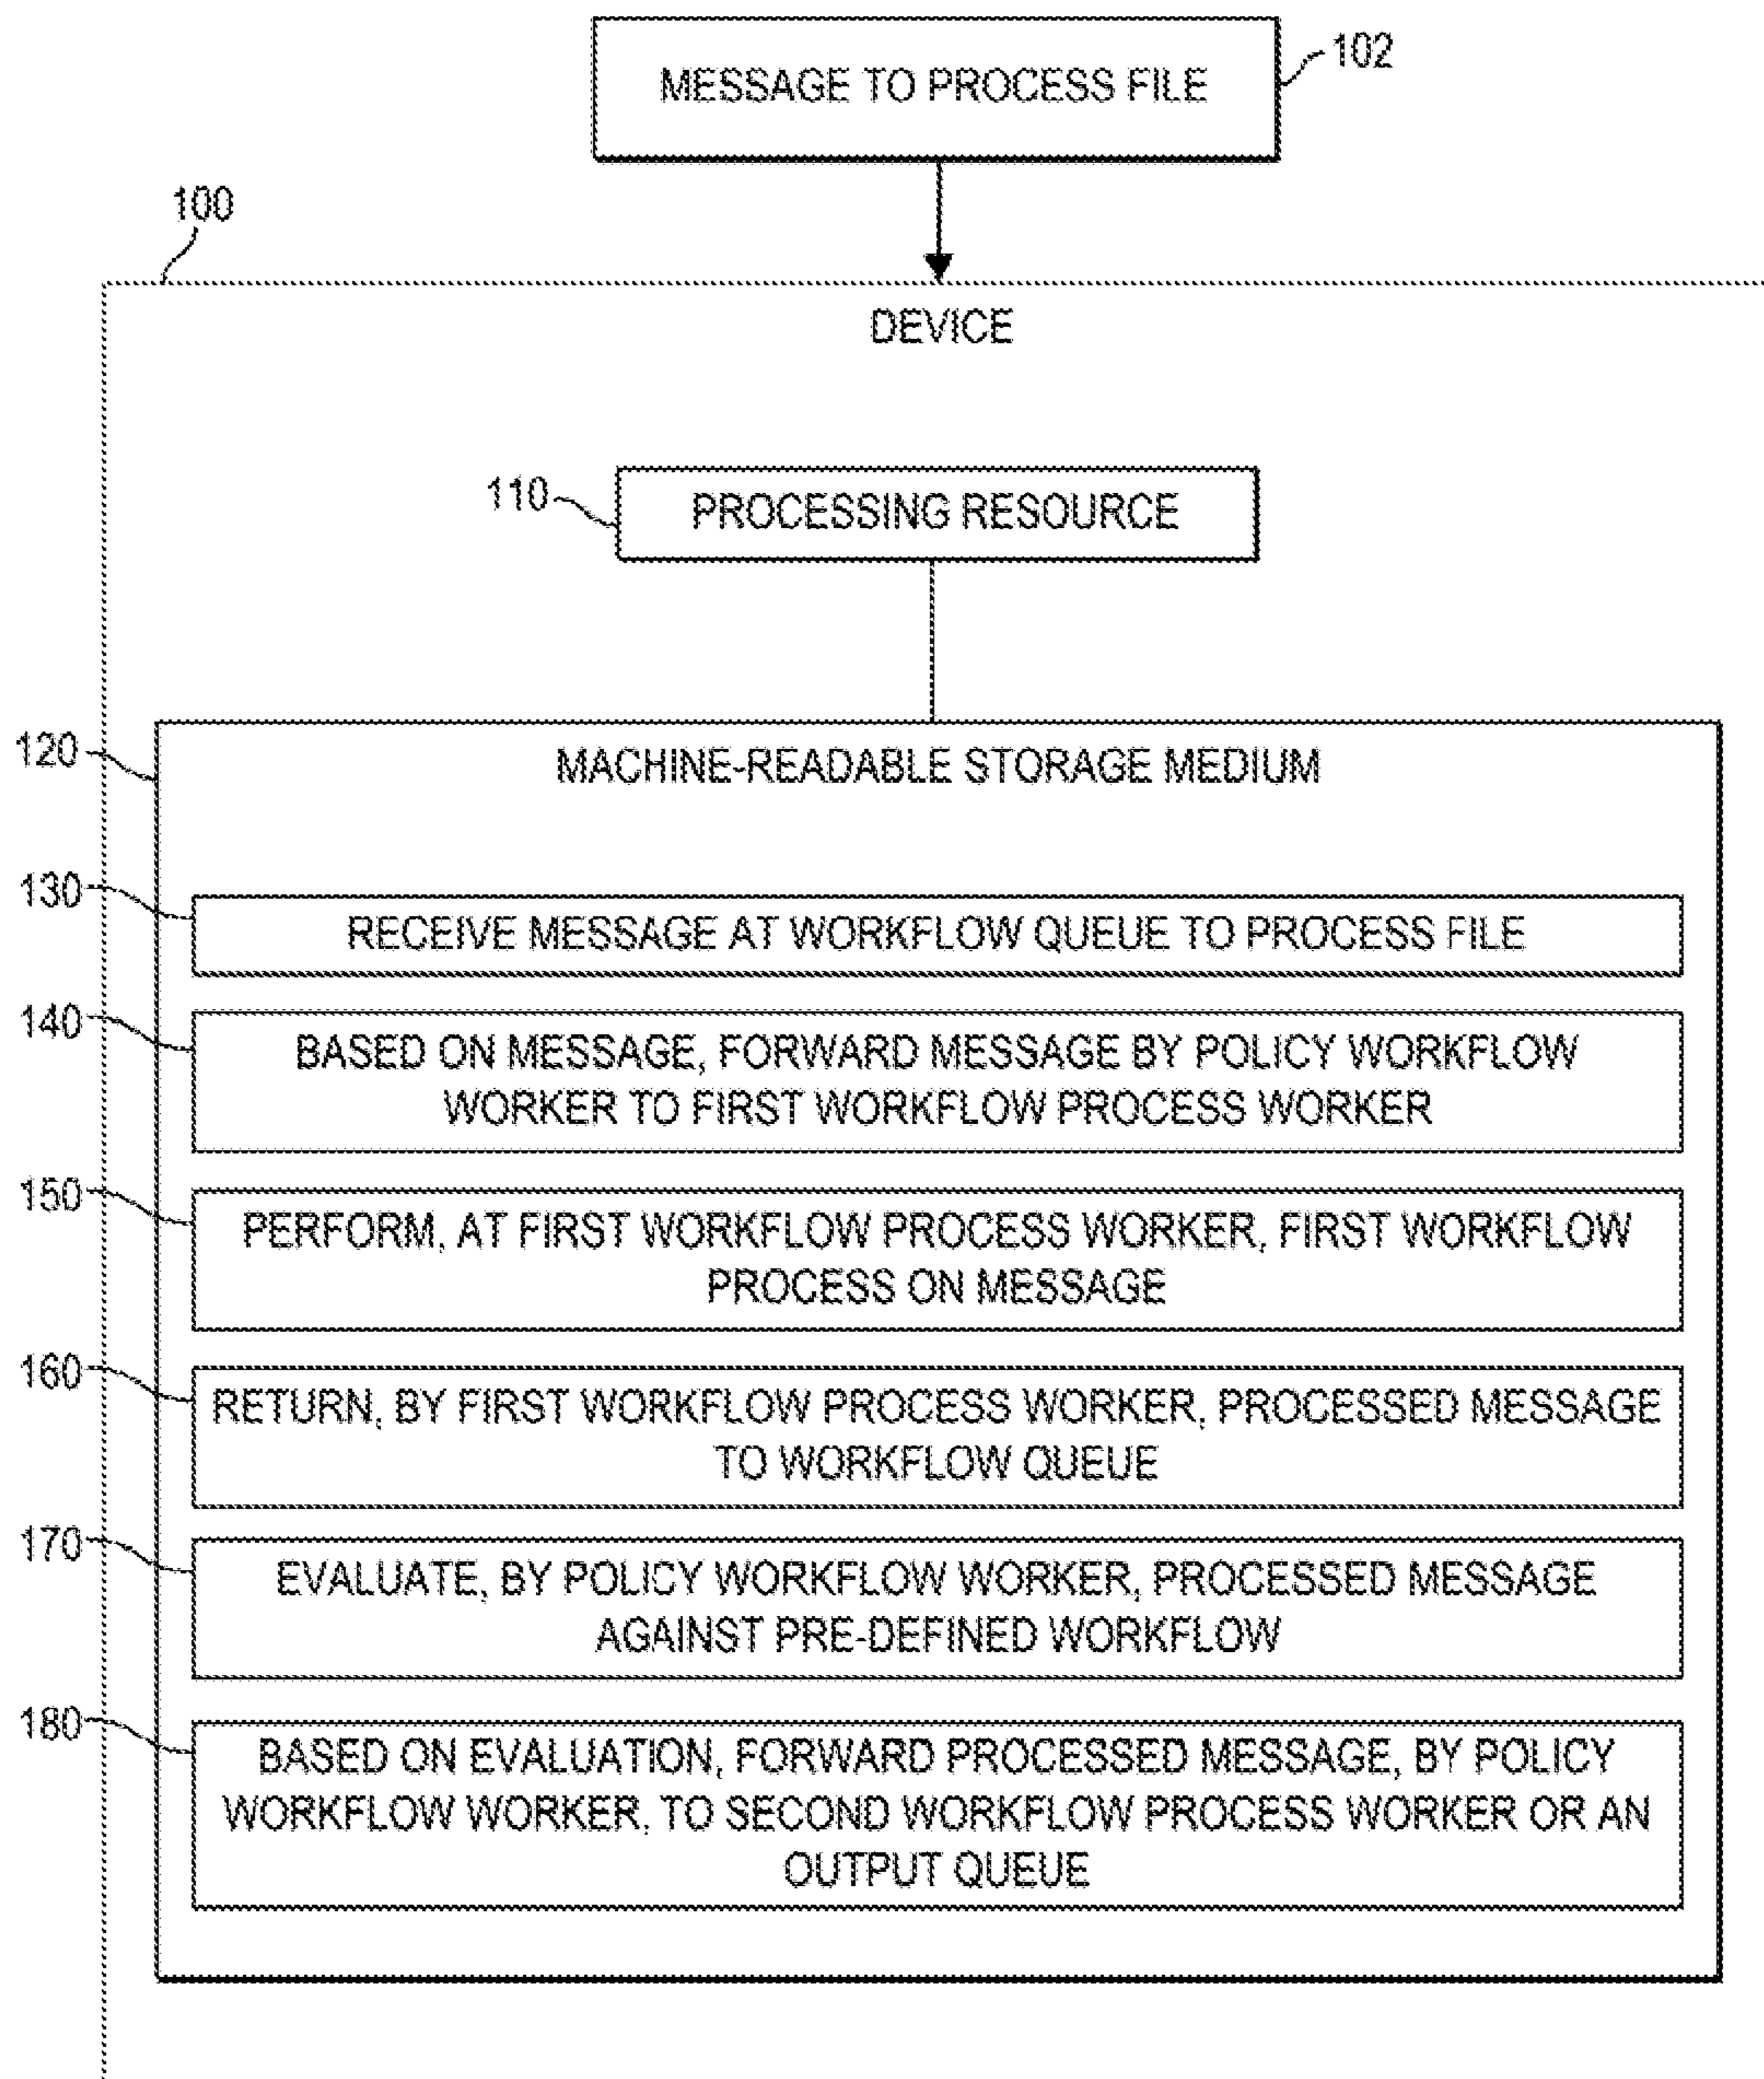 MESSAGE TO PROCESS FILE
102
100
DEVICE
110
PROCESSING RESOURCE
120
MACHINE-READABLE STORAGE MEDIUM
130
RECEIVE MESSAGE AT WORKFLOW QUEUE TO PROCESS FILE
140
BASED ON MESSAGE, FORWARD MESSAGE BY POLICY WORKFLOW
WORKER TO FIRST WORKFLOW PROCESS WORKER
150
PERFORM, AT FIRST WORKFLOW PROCESS WORKER, FIRST WORKFLOW
PROCESS ON MESSAGE
160
RETURN, BY FIRST WORKFLOW PROCESS WORKER, PROCESSED MESSAGE
TO WORKFLOW QUEUE
170
EVALUATE, BY POLICY WORKFLOW WORKER, PROCESSED MESSAGE
AGAINST PRE-DEFINED WORKFLOW
180
BASED ON EVALUATION, FORWARD PROCESSED MESSAGE, BY POLICY
WORKFLOW WORKER, TO SECOND WORKFLOW PROCESS WORKER OR AN
OUTPUT QUEUE